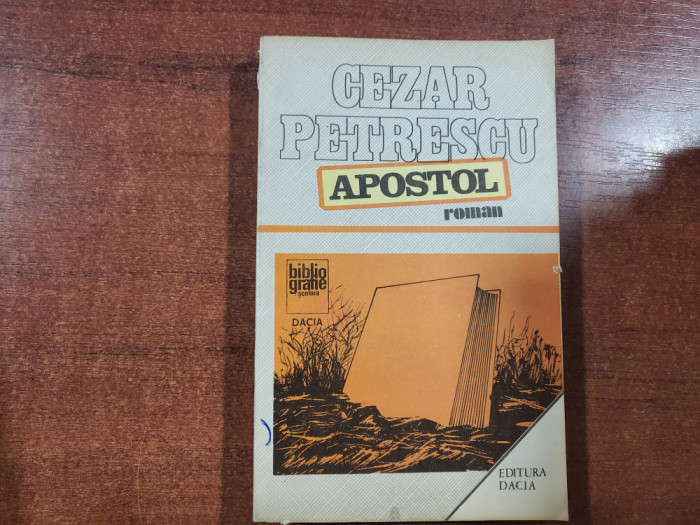 CEZAR
PETRESCU
APOSTOL
roman
biblio
grafie
școlara
DACIA
EDITURA
DACIA